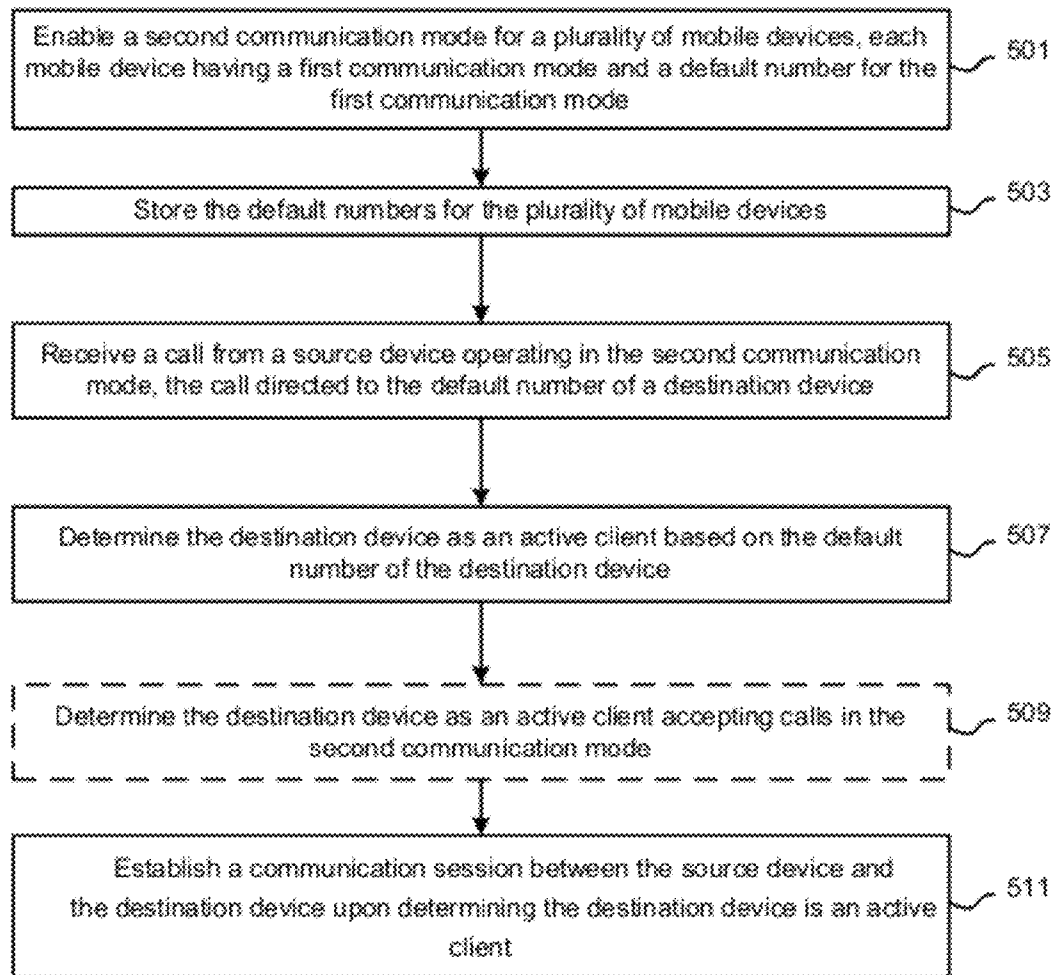 Enable a second communication mode for a plurality of mobile devices, each
mobile device having a first communication mode and a default number for the
first communication mode
501
Store the default numbers for the plurality of mobile devices
503
Receive a call from a source device operating in the second communication
mode, the call directed to the default number of a destination device
505
Determine the destination device as an active client based on the default
number of the destination device
507
Determine the destination device as an active client accepting calls in the
second communication mode
509
Establish a communication session between the source device and
the destination device upon determining the destination device is an active
client.
511